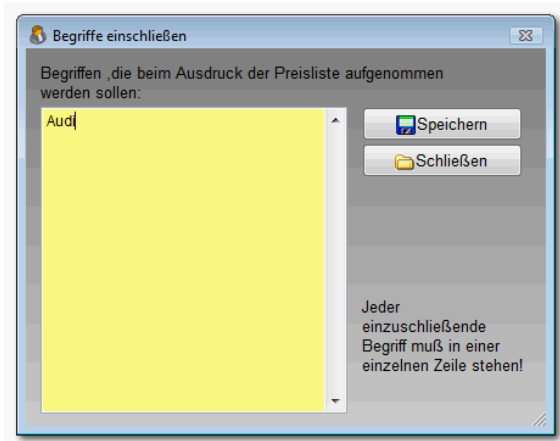 Begriffe einschließen
Begriffen ,die beim Ausdruck der Preisliste aufgenommen
werden sollen:
Audi
Speichern
Schließen
Jeder
einzuschließende
Begriff muß in einer
einzelnen Zeile stehen!